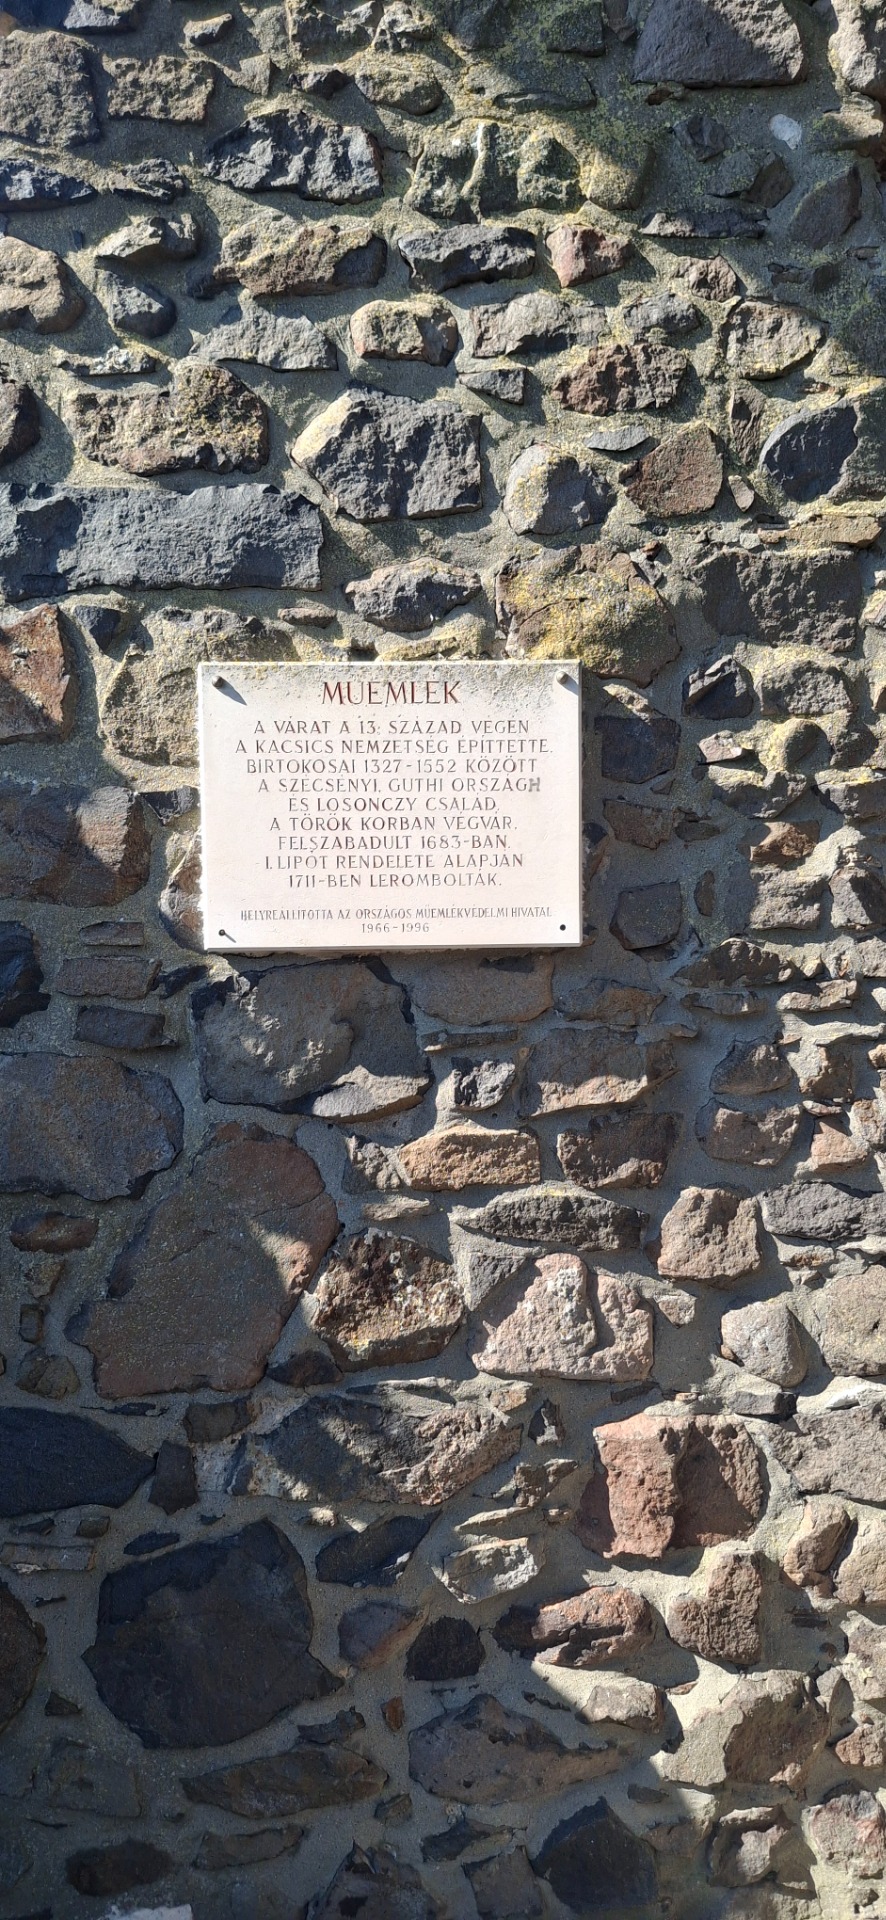 MŰEMLÉK
A VÁRAT A 13. SZÁZAD VÉGÉN
A KACSICS NEMZETSÉG ÉPÍTTETTE.
BIRTOKOSAI 1327-1552 KÖZÖTT
A SZÉCSÉNYI, GUTHI ORSZÁGH
ÉS LOSONCZY CSALÁD.
A TÖRÖK KORBAN VÉGVÁR.
FELSZABADULT 1683-BAN.
I. LIPÓT RENDELETE ALAPJÁN
1711-BEN LEROMBOLTÁK.
HELYREÁLLÍTOTTA AZ ORSZÁGOS MŰEMLÉKVÉDELMI HIVATAL
1966-1996